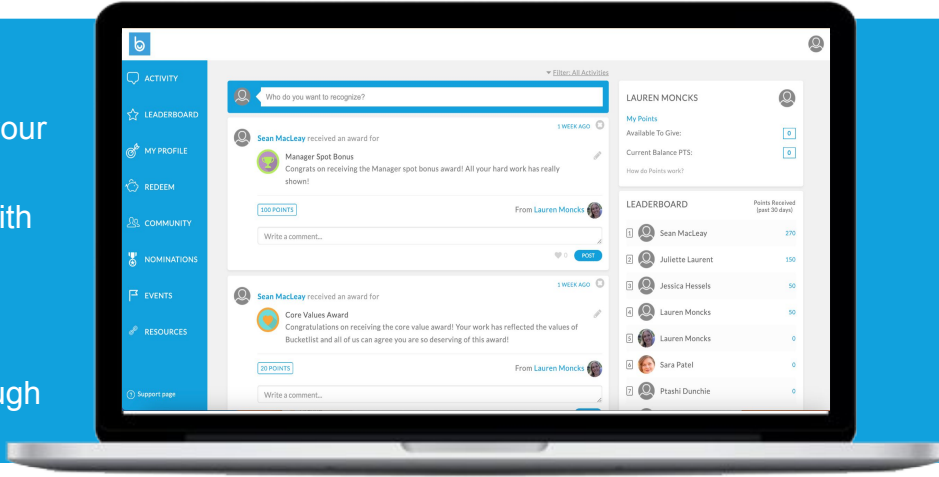 our
ith
ugh
b
ACTIVITY
LEADERBOARD
MY PROFILE
REDEEM
COMMUNITY
NOMINATIONS
EVENTS
RESOURCES
Support page
Filter: All Activities
Who do you want to recognize?
1 WEEK AGO
Sean MacLeay received an award for
Manager Spot Bonus
Congrats on receiving the Manager spot bonus award! All your hard work has really
shown!
100 POINTS
From Lauren Moncks
Write a comment...
0
POST
1 WEEK AGO
Sean MacLeay received an award for
Core Values Award
Congratulations on receiving the core value award! Your work has reflected the values of
Bucketlist and all of us can agree you are so deserving of this award!
20 POINTS
From Lauren Moncks
Write a comment...
LAUREN MONCKS
My Points
Available To Give: 0
Current Balance PTS: 0
How do Points work?
LEADERBOARD
Points Received
(past 30 days)
1 Sean MacLeay 270
2 Juliette Laurent 150
3 Jessica Hessels 50
4 Lauren Moncks 50
5 Lauren Moncks 0
6 Sara Patel 0
7 Ptashi Dunchie 0